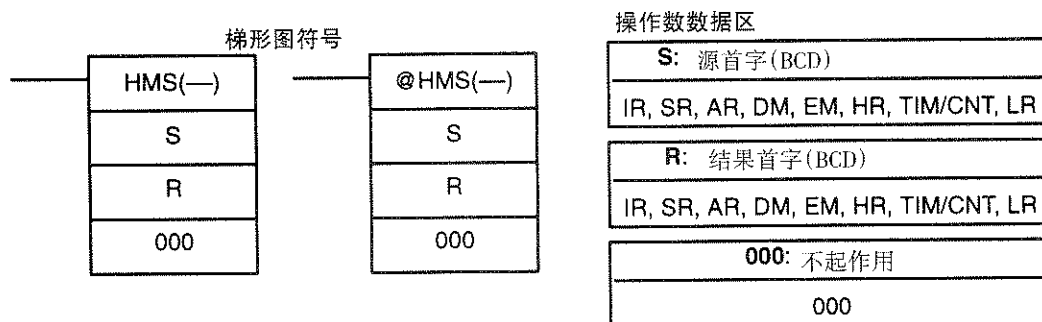 梯形图符号
HMS(—)
S
R
000
@HMS(—)
S
R
000
操作数数据区
S: 源首字(BCD)
IR, SR, AR, DM, EM, HR, TIM/CNT, LR
R: 结果首字(BCD)
IR, SR, AR, DM, EM, HR, TIM/CNT, LR
000: 不起作用
000